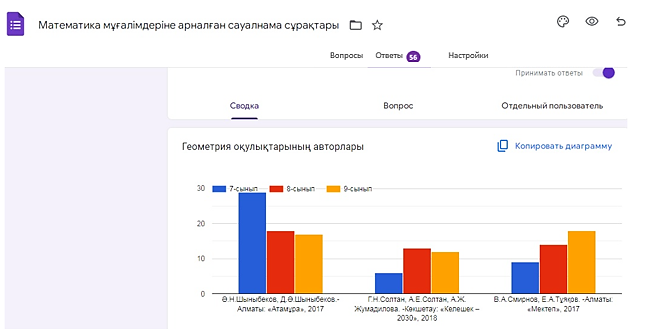 Математика мұғалімдеріне арналған сауалнама сұрақтары
Вопросы Ответы 56 Настройки
Принимать ответы
Сводка Вопрос Отдельный пользователь
Геометрия оқулықтарының авторлары
Копировать диаграмму
30
7-сынып 8-сынып 9-сынып
20
10
0
Ә.Н.Шыныбеков, Д.Ә.Шыныбеков.-
Алматы: «Атамұра», 2017
Г.Н.Солтан, А.Е.Солтан, А.Ж.
Жумадилова. -Көкшетау: «Келешек –
2030», 2018
В.А.Смирнов, Е.А.Тұяқов. -Алматы:
«Мектеп», 2017